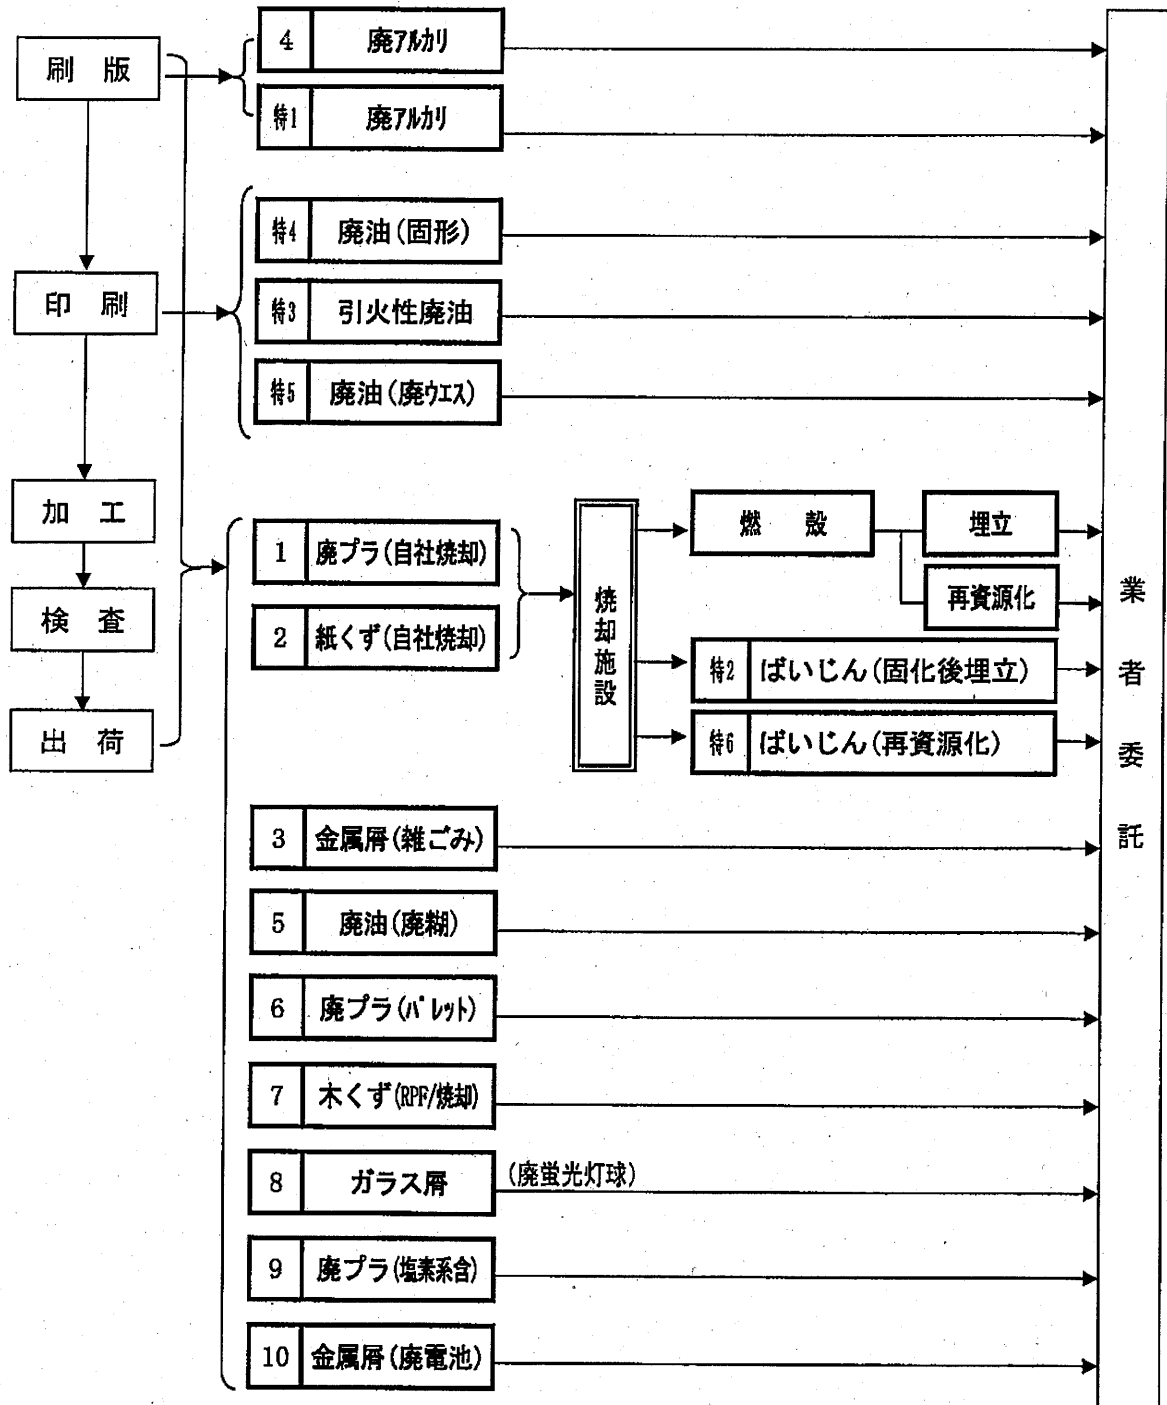 刷版
4 廃アルカリ
特1 廃アルカリ
特4 廃油(固形)
印刷
特3 引火性廃油
特5 廃油(廃ウエス)
加工
検査
出荷
1 廃プラ(自社焼却)
2 紙くず(自社焼却)
焼却施設
燃殻
埋立
再資源化
特2 ばいじん(固化後埋立)
特6 ばいじん(再資源化)
業者委託
3 金属屑(雑ごみ)
5 廃油(廃糊)
6 廃プラ(パレット)
7 木くず(RPF/焼却)
8 ガラス屑 (廃蛍光灯球)
9 廃プラ(塩素系含)
10 金属屑(廃電池)